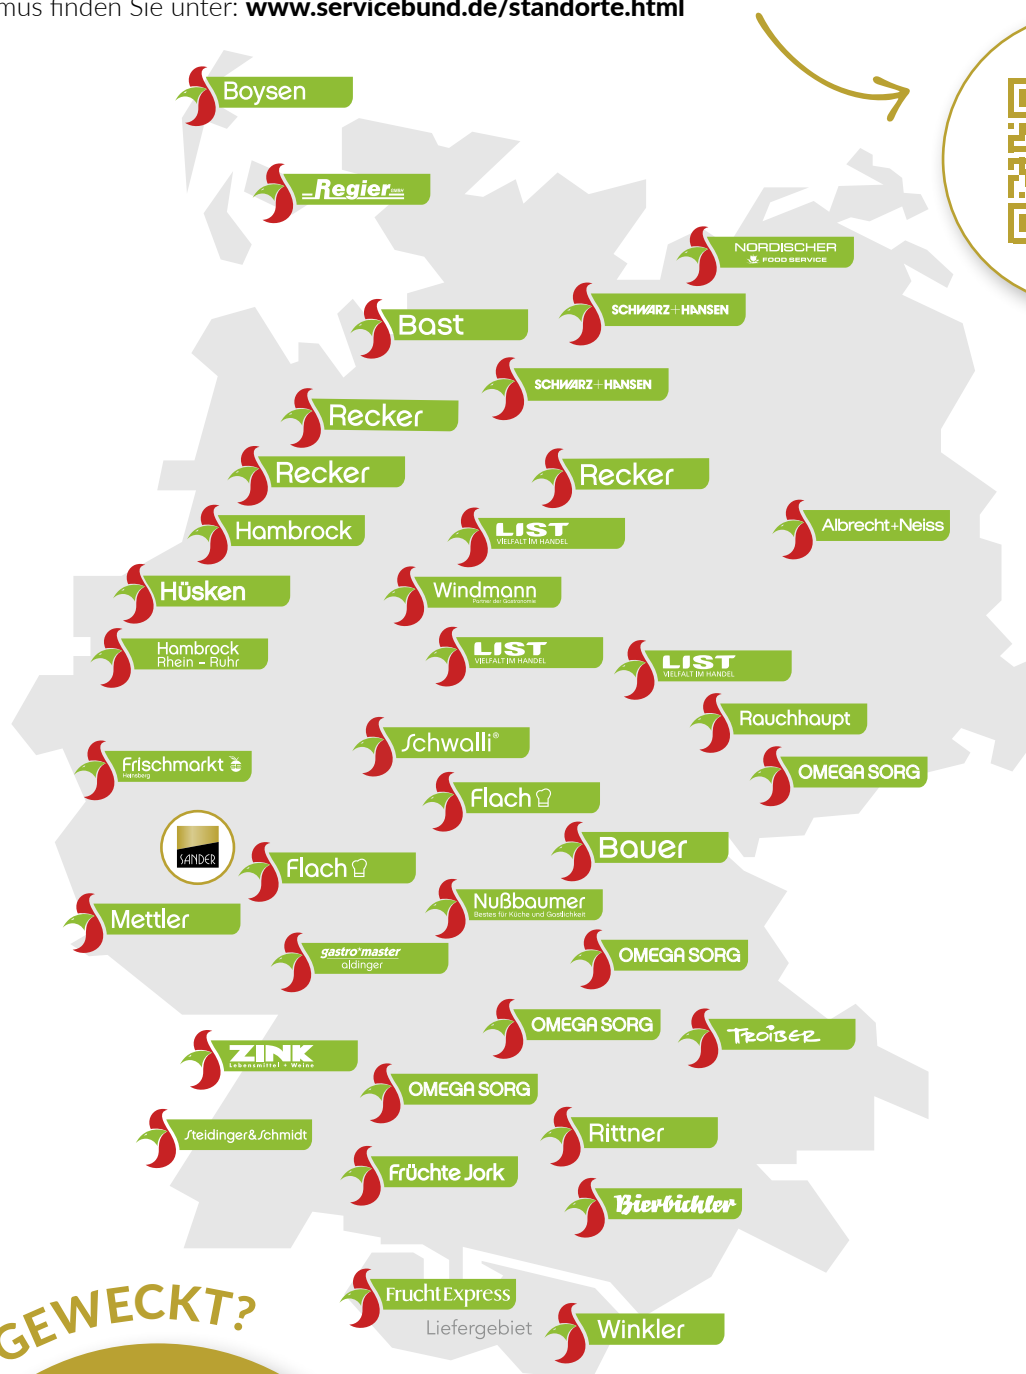 finden Sie unter: www.servicebund.de/standorte.html
Boysen
Regier
NORDISCHER
FOOD SERVICE
SCHWARZ+HANSEN
Bast
SCHWARZ+HANSEN
Recker
Recker
Recker
Hambrock
LIST
VIELFALT IM HANDEL
Albrecht+Neiss
Hüsken
Windmann
Partner der Gastronomie
Hambrock
Rhein - Ruhr
LIST
VIELFALT IM HANDEL
LIST
VIELFALT IM HANDEL
Rauchhaupt
Schwalli®
Frischmarkt
Heinsberg
OMEGA SORG
Flach
Bauer
SANDER
Flach
Nußbaumer
Bestes für Küche und Gastlichkeit
Mettler
gastro*master
aldinger
OMEGA SORG
OMEGA SORG
TROIBER
ZINK
Lebensmittel + Weine
OMEGA SORG
Steidinger&Schmidt
Rittner
Früchte Jork
Bierbichler
FruchtExpress
Liefergebiet
Winkler
GEWECKT?